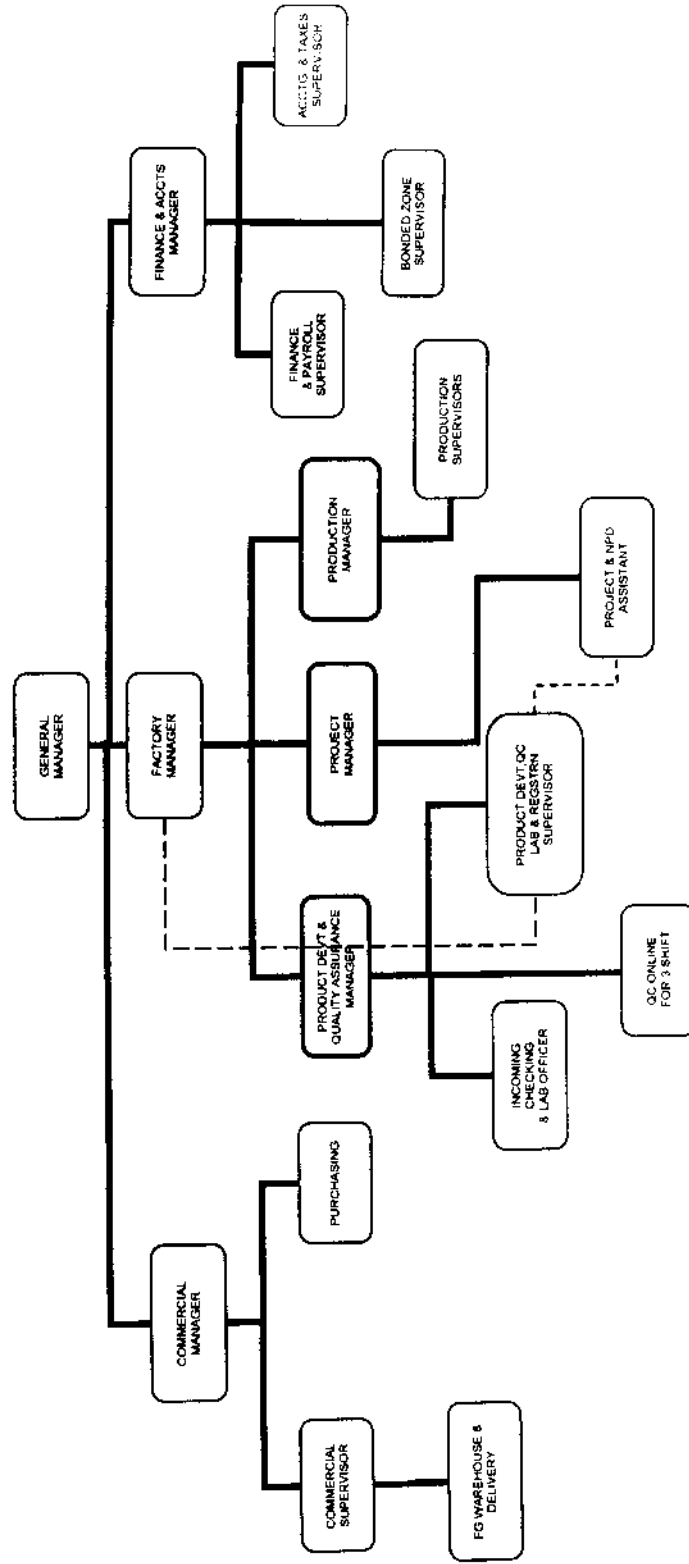 GENERAL
MANAGER
COMMERCIAL
MANAGER
FACTORY
MANAGER
FINANCE & ACCTS
MANAGER
COMMERCIAL
SUPERVISOR
PURCHASING
PRODUCT DEVT &
QUALITY ASSURANCE
MANAGER
PROJECT
MANAGER
PRODUCTION
MANAGER
FINANCE
& PAYROLL
SUPERVISOR
ACCTG & TAXES
SUPERVISOR
FG WAREHOUSE &
DELIVERY
INCOMING
CHECKING
& LAB OFFICER
PRODUCT DEVT,QC
LAB & REGISTRN
SUPERVISOR
PRODUCTION
SUPERVISORS
BONDED ZONE
SUPERVISOR
QC ONLINE
FOR 3 SHIFT
PROJECT & NPD
ASSISTANT